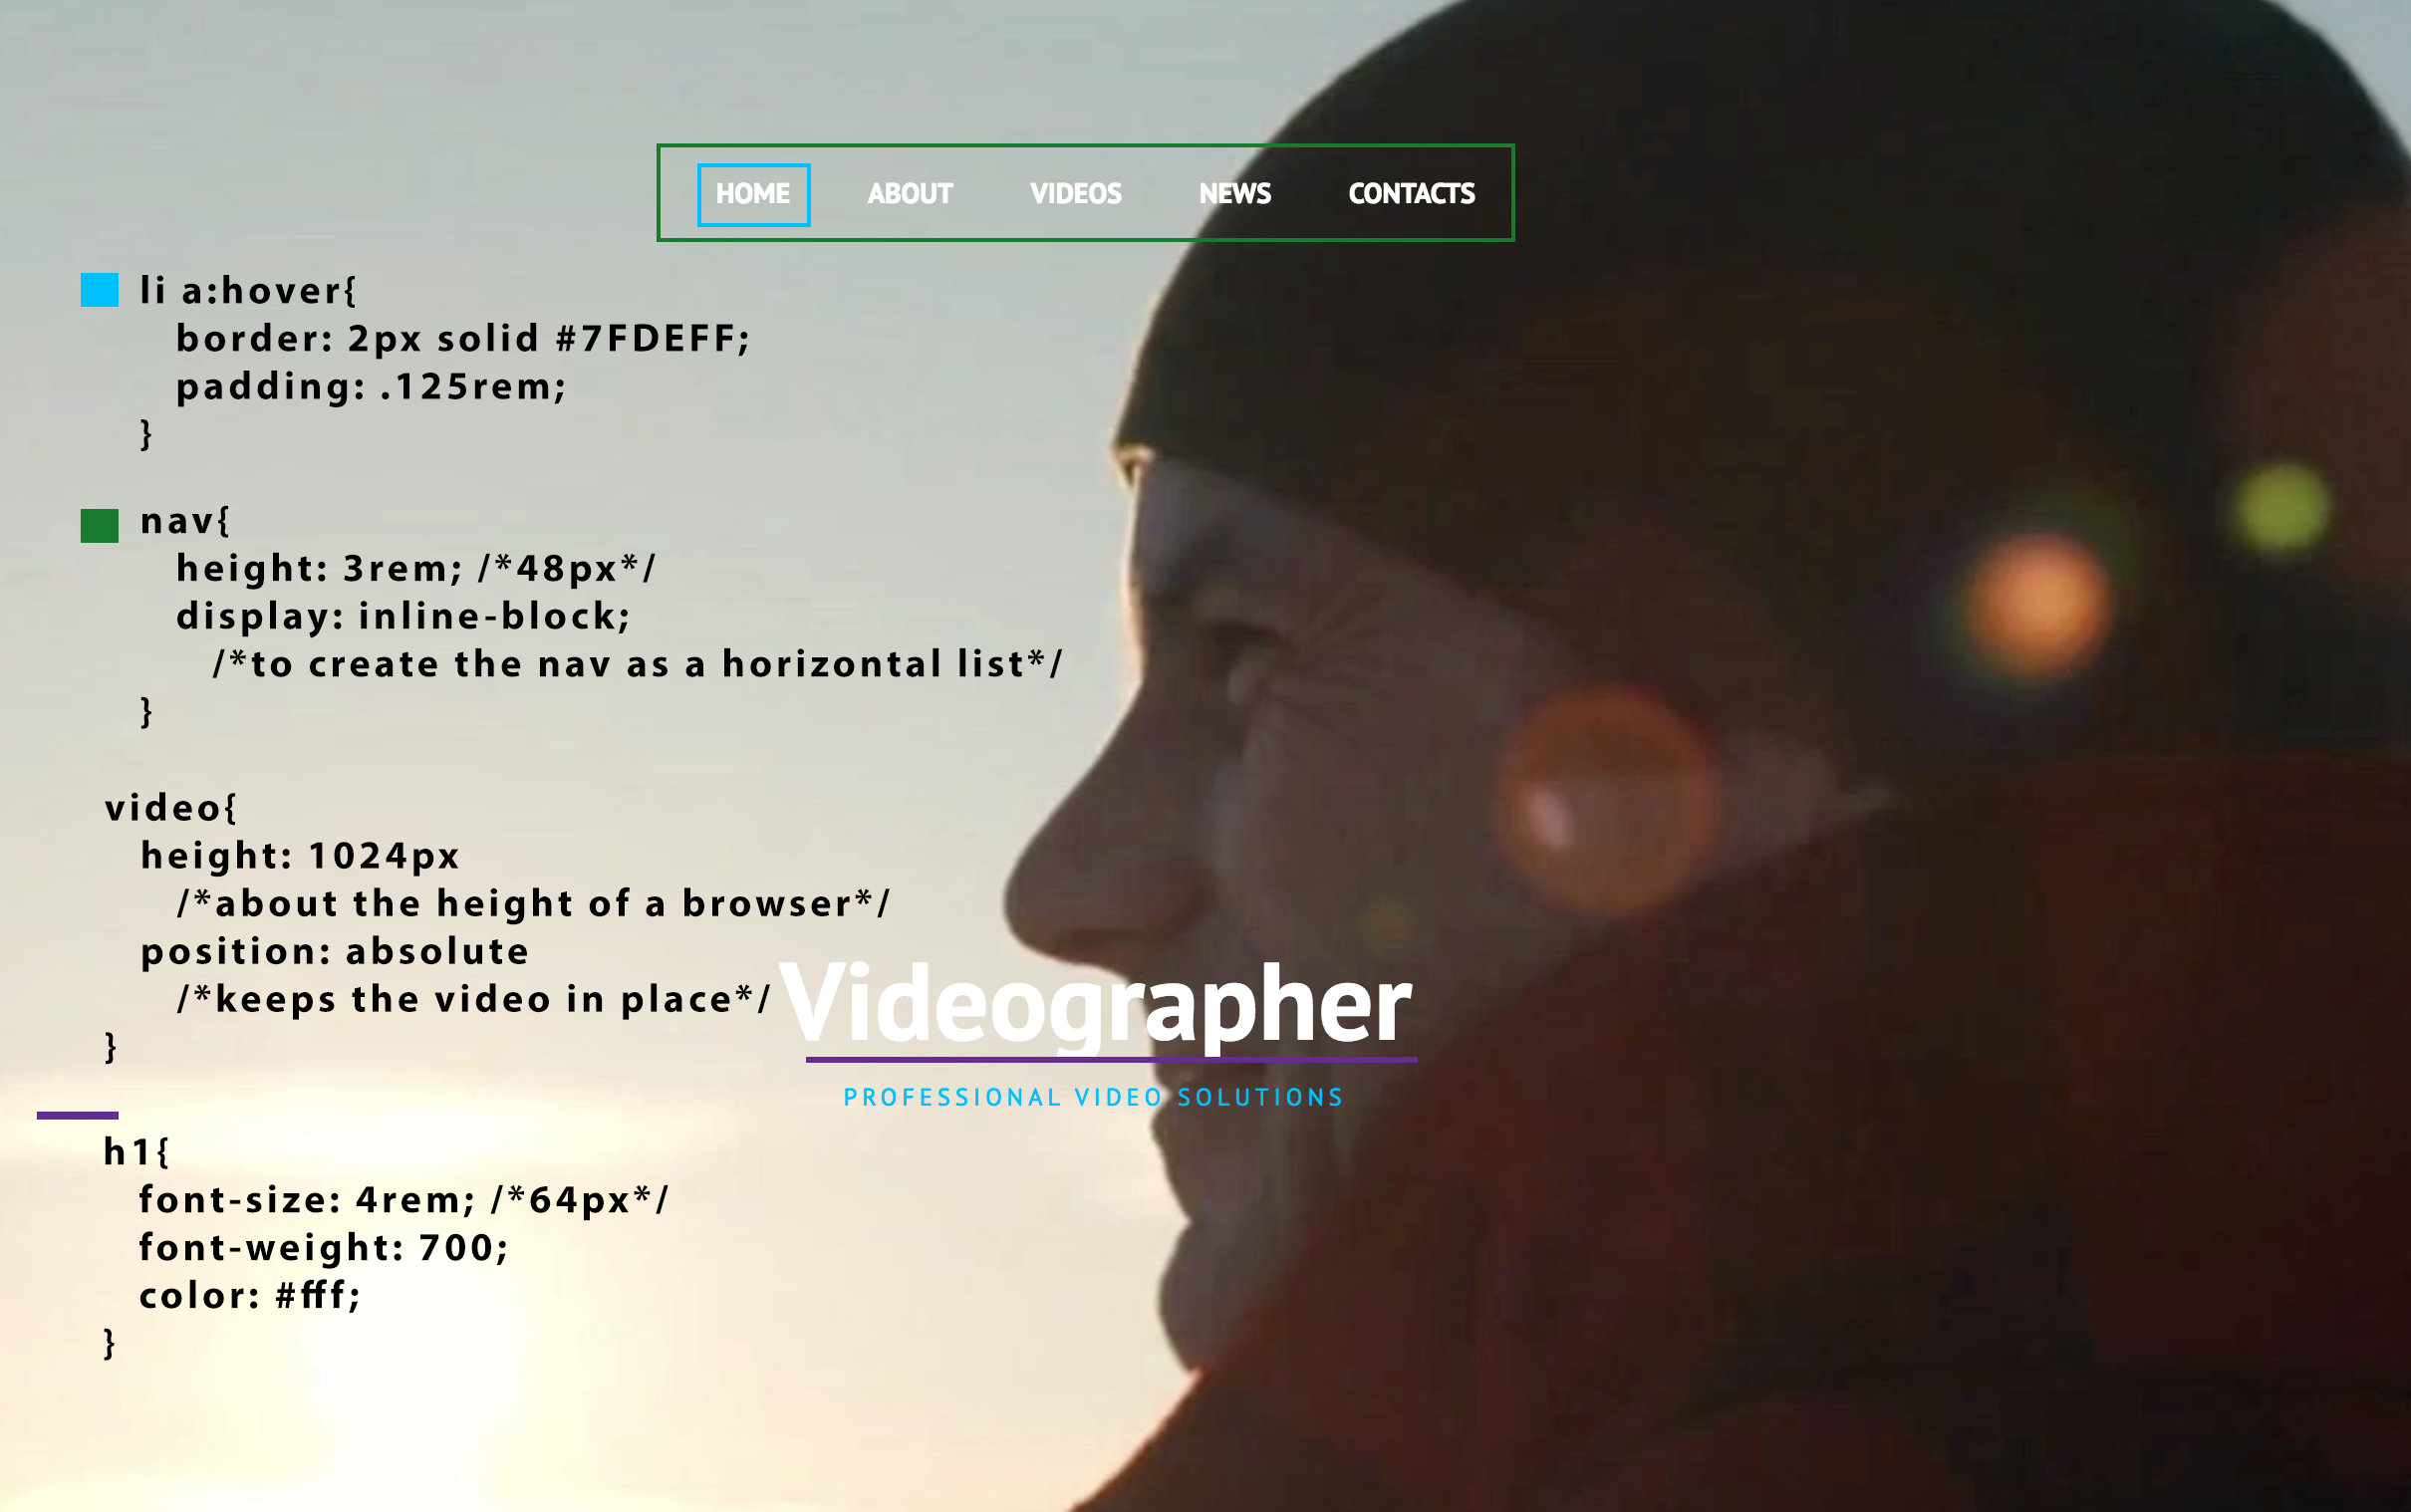 HOME ABOUT VIDEOS NEWS CONTACTS
li a:hover{
border: 2px solid #7FDEFF;
padding: .125rem;
}
nav{
height: 3rem; /*48px*/
display: inline-block;
/*to create the nav as a horizontal list*/
}
video{
height: 1024px
/*about the height of a browser*/
position: absolute
/*keeps the video in place*/
}
Videographer
PROFESSIONAL VIDEO SOLUTIONS
h1{
font-size: 4rem; /*64px*/
font-weight: 700;
color: #fff;
}